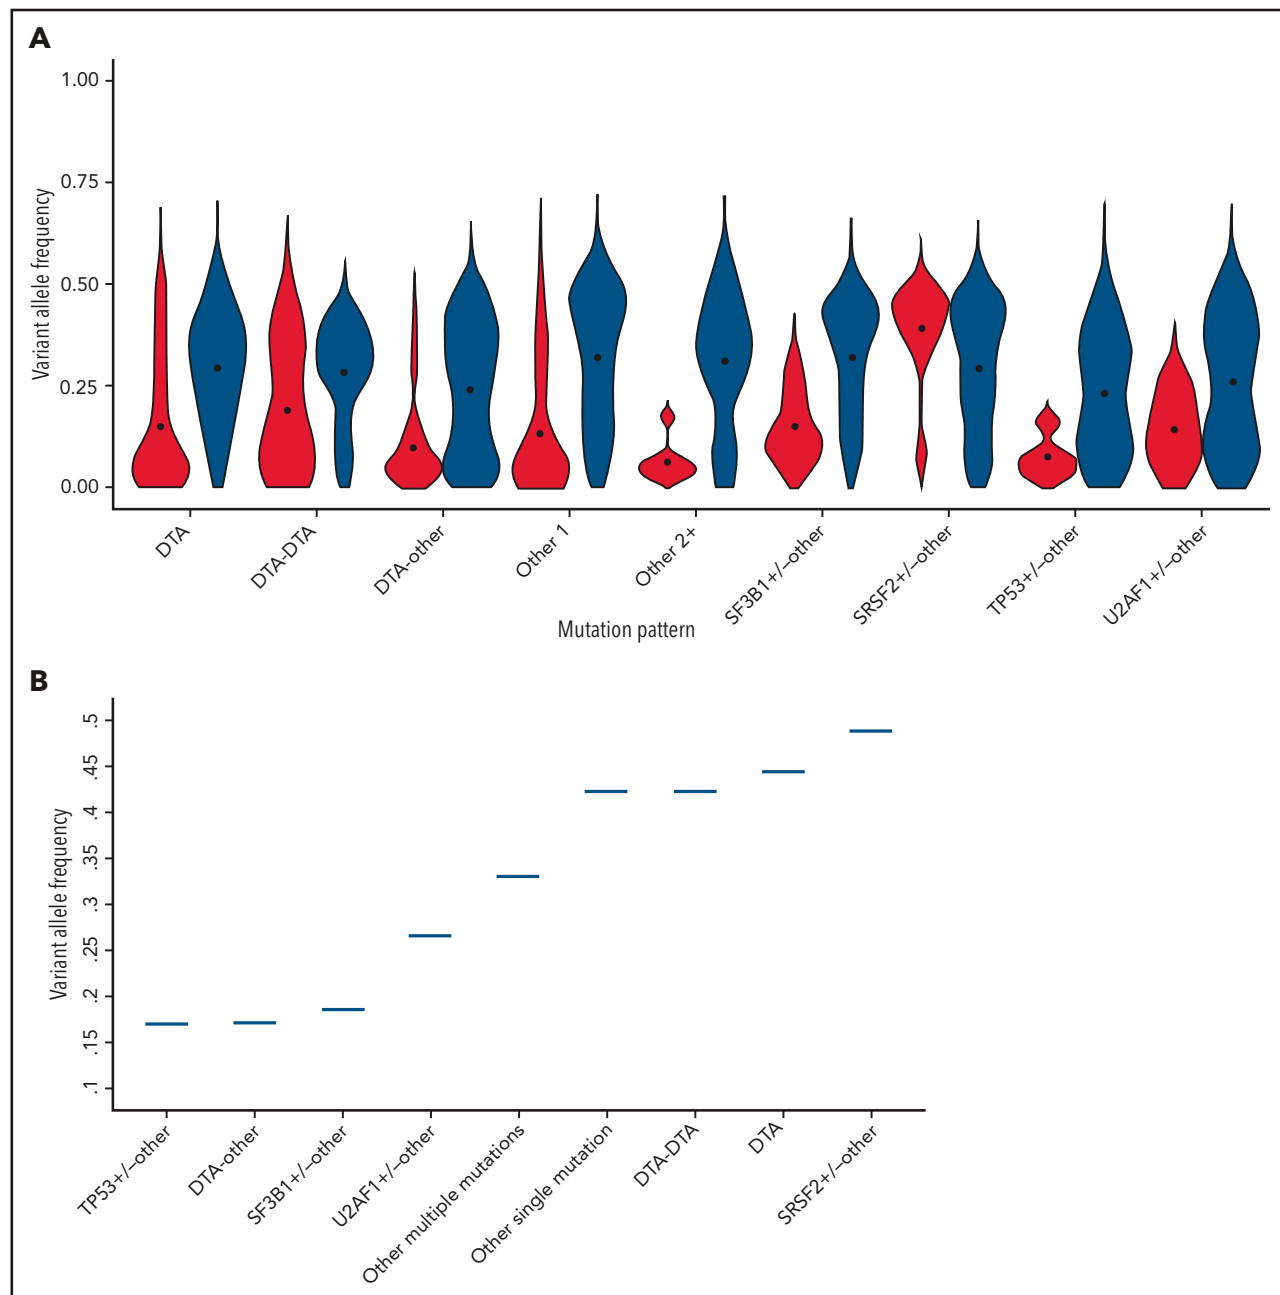 A
1.00
0.75
0.50
0.25
0.00
Variant allele frequency
DTA
DTA-DTA
DTA-other
Other 1
Other 2+
SF3B1+/–other
SRSF2+/–other
TP53+/–other
U2AF1+/–other
Mutation pattern
B
.5
.45
.4
.35
.3
.25
.2
.15
.1
Variant allele frequency
TP53+/–other
DTA-other
SF3B1+/–other
U2AF1+/–other
Other multiple mutations
Other single mutation
DTA-DTA
DTA
SRSF2+/–other